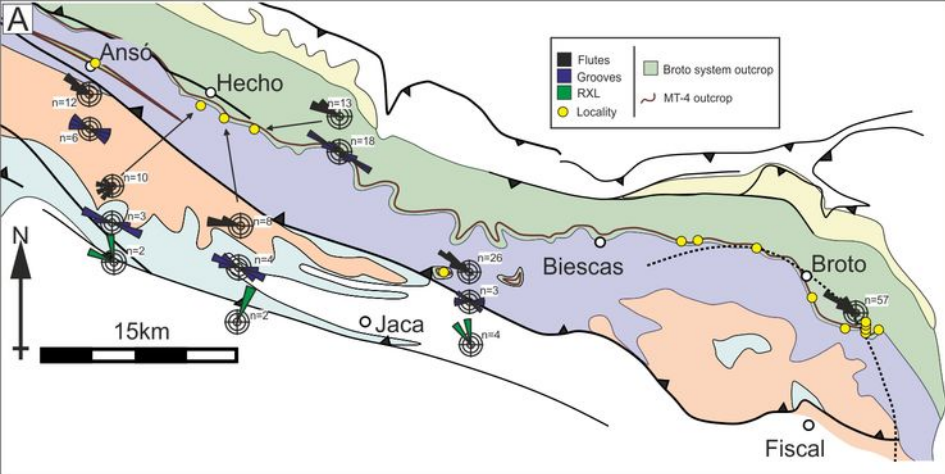 A
Ansó
Hecho
n=12
n=13
n=6
n=18
n=10
n=3
n=8
n=2
n=4
n=26
n=3
n=2
n=4
n=57
Flutes
Grooves
RXL
Locality
Broto system outcrop
MT-4 outcrop
N
15km
Jaca
Biescas
Broto
Fiscal